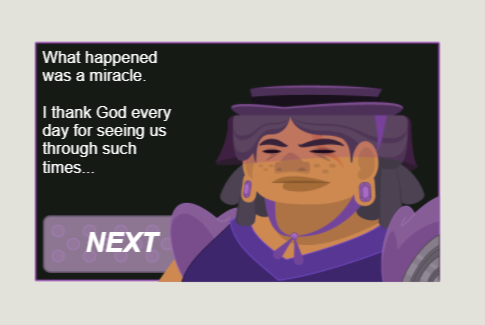 What happened
was a miracle.
I thank God every
day for seeing us
through such
times...
NEXT